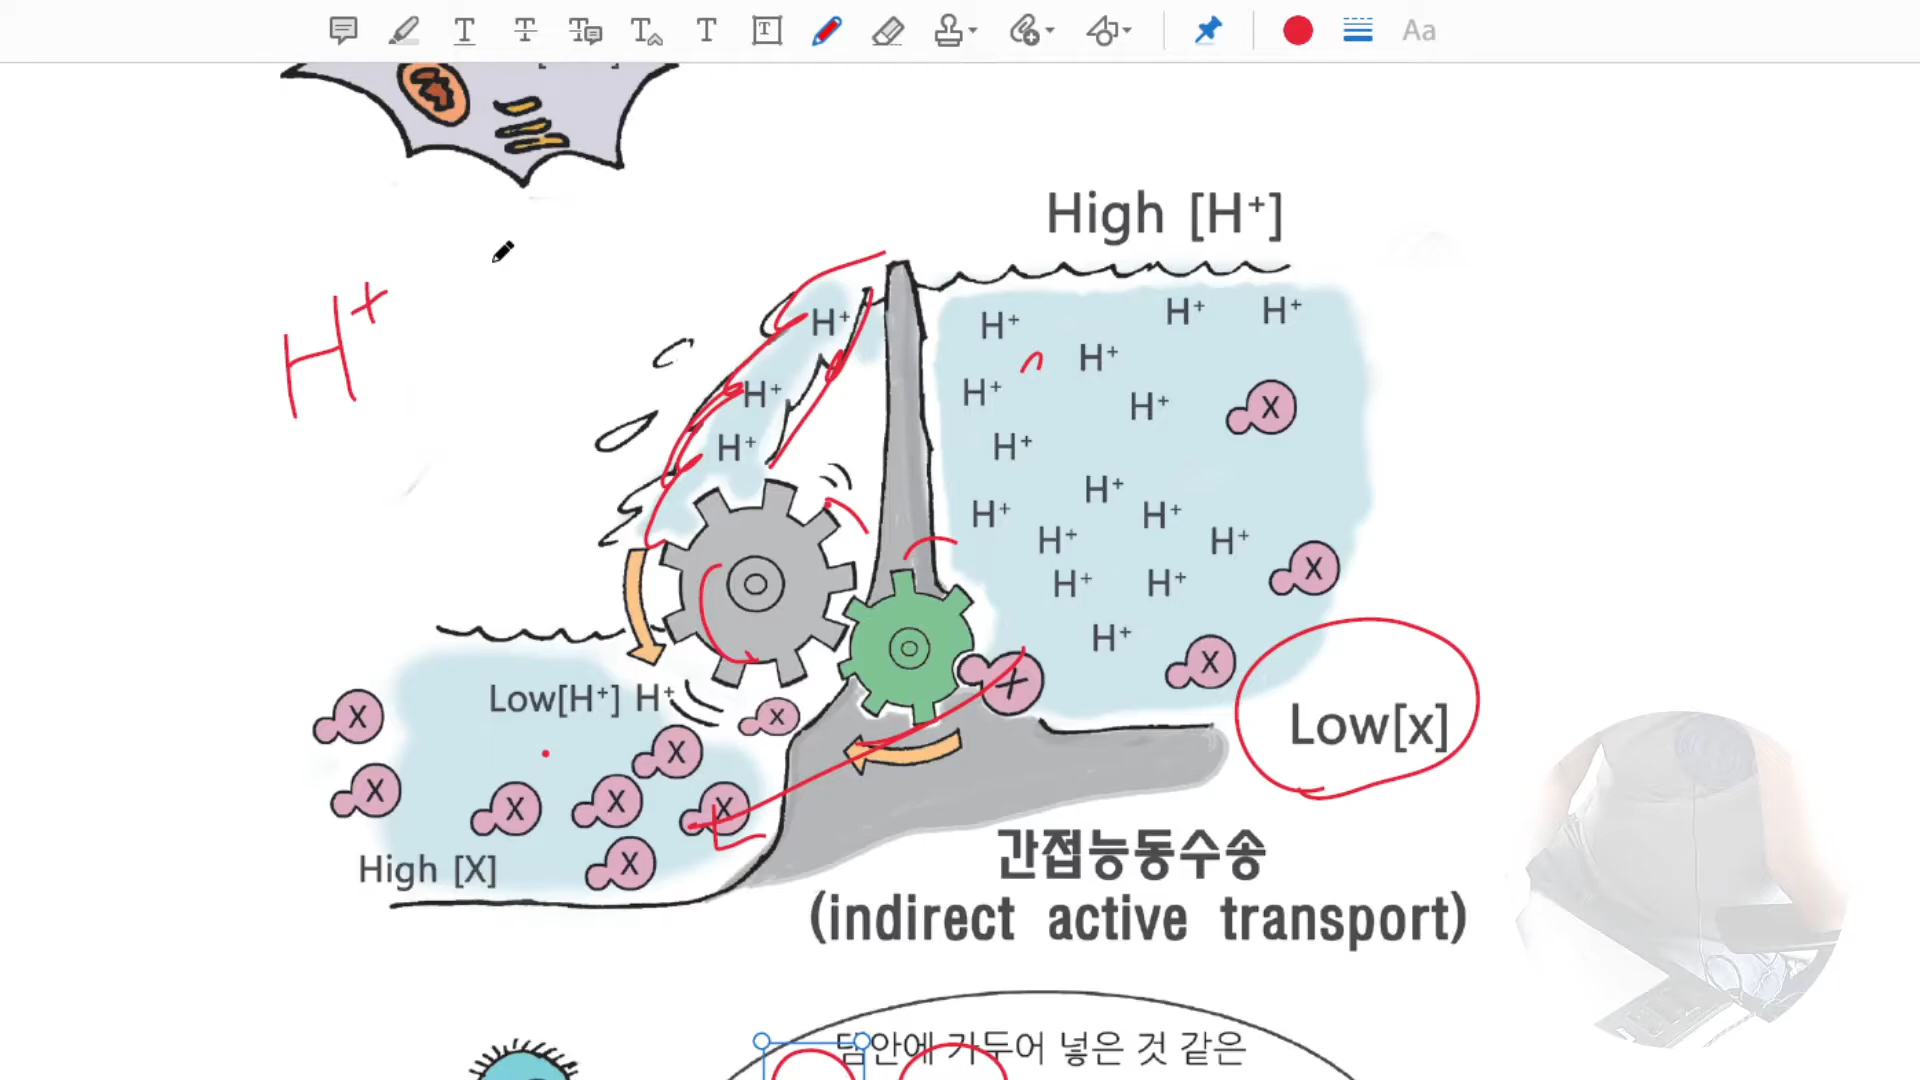 T T T T T T
Aa
High [H⁺]
H⁺
H⁺ H⁺ H⁺ H⁺
H⁺
H⁺ H⁺ H⁺ X
H⁺ H⁺
H⁺
H⁺ H⁺ H⁺
H⁺ H⁺ X
H⁺ H⁺
H⁺
X X
Low[H⁺] H⁺
X X Low[x]
X
X X X X
High [X] X
간접능동수송
(indirect active transport)
댐안에 가두어 넣은 것 같은